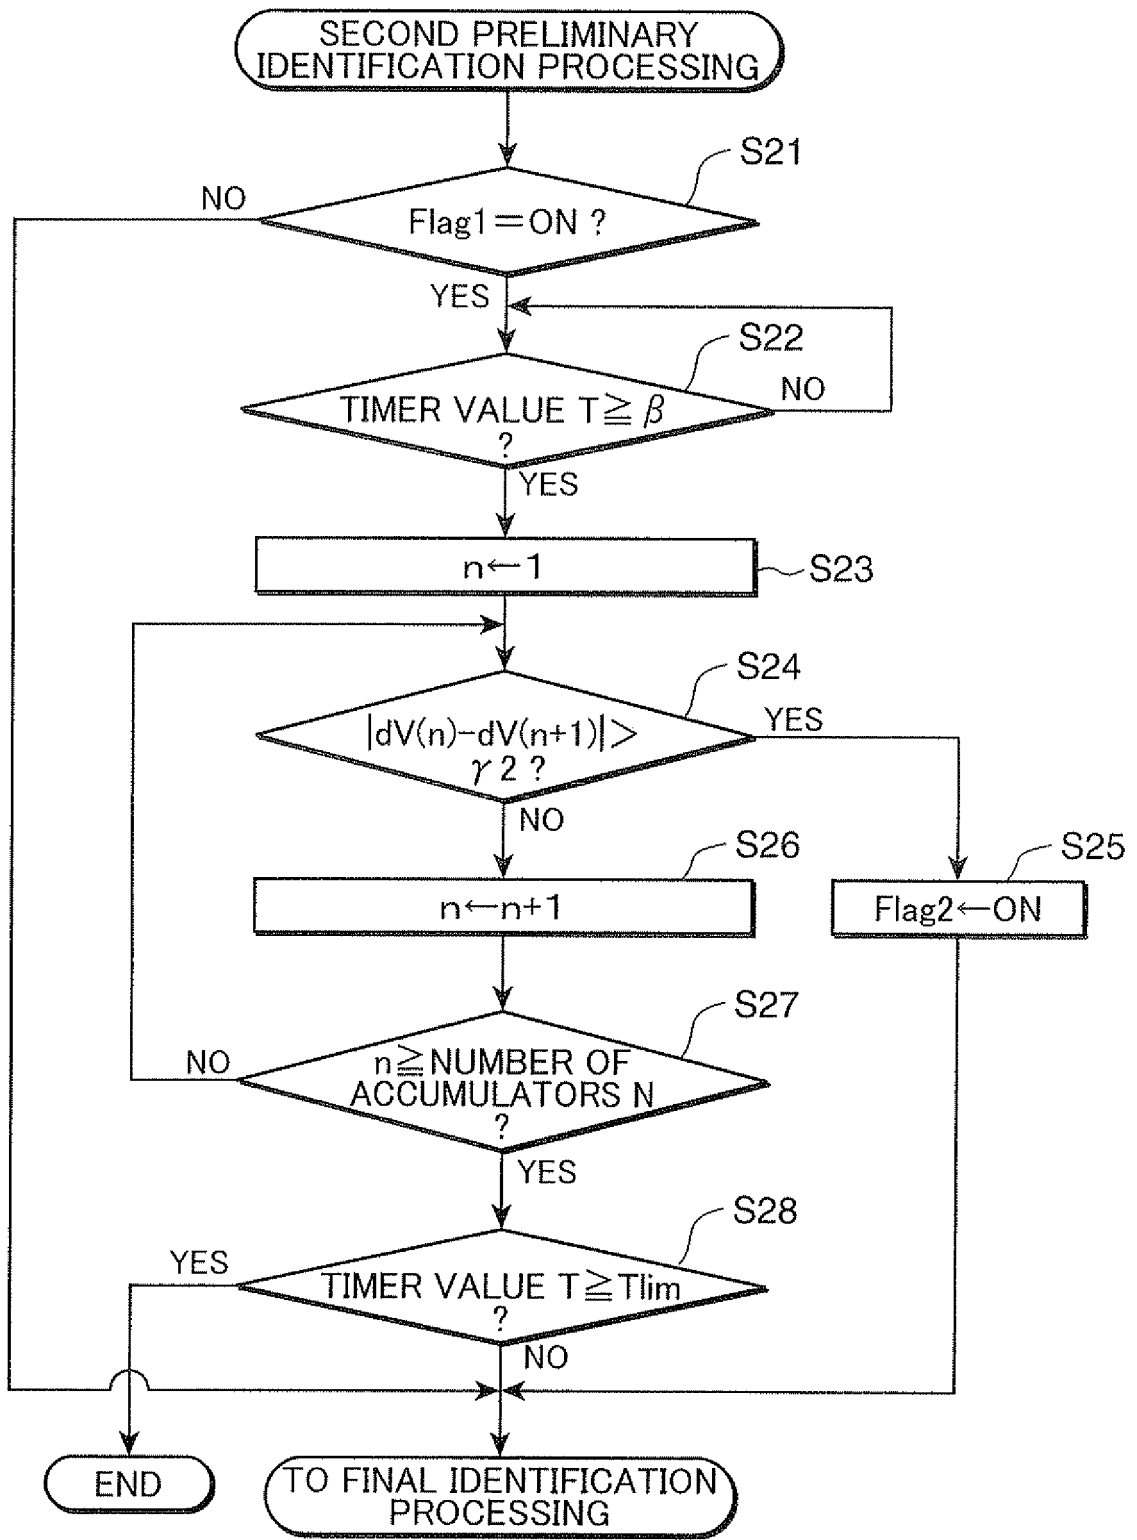 SECOND PRELIMINARY
IDENTIFICATION PROCESSING
S21
NO
Flag1=ON ?
YES
S22
NO
TIMER VALUE T≧β
?
YES
n←1
S23
S24
YES
|dV(n)-dV(n+1)|>
γ2 ?
NO
S26
S25
n←n+1
Flag2←ON
S27
NO
n≧NUMBER OF
ACCUMULATORS N
?
YES
S28
YES
TIMER VALUE T≧Tlim
?
NO
END
TO FINAL IDENTIFICATION
PROCESSING